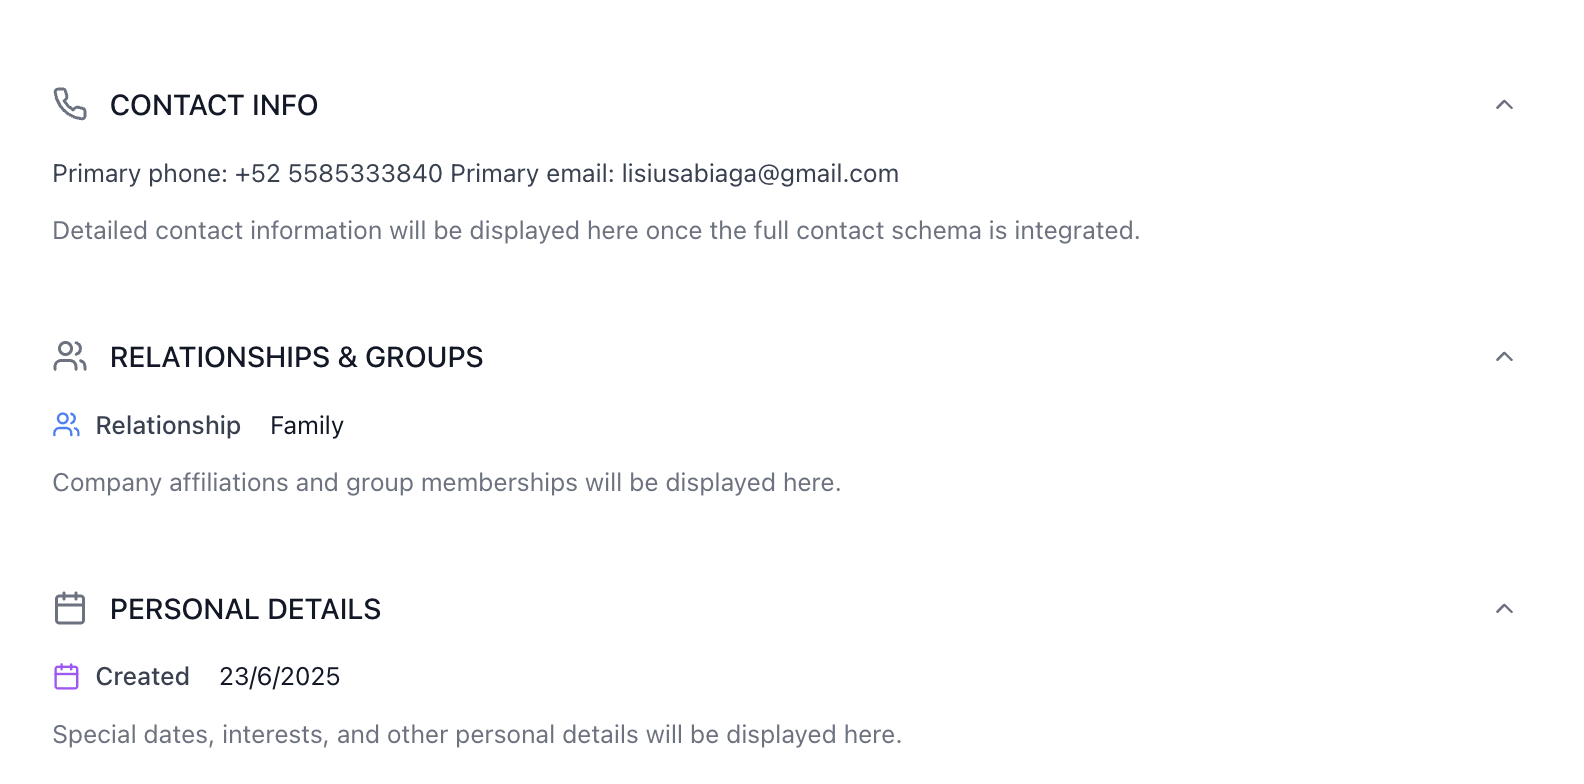 CONTACT INFO
Primary phone: +52 5585333840 Primary email: lisiusabiaga@gmail.com
Detailed contact information will be displayed here once the full contact schema is integrated.
RELATIONSHIPS & GROUPS
Relationship Family
Company affiliations and group memberships will be displayed here.
PERSONAL DETAILS
Created 23/6/2025
Special dates, interests, and other personal details will be displayed here.